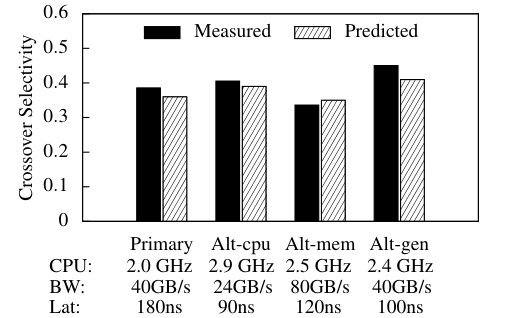 Crossover Selectivity
0.6
0.5
0.4
0.3
0.2
0.1
0
Measured Predicted
Primary Alt-cpu Alt-mem Alt-gen
CPU: 2.0 GHz 2.9 GHz 2.5 GHz 2.4 GHz
BW: 40GB/s 24GB/s 80GB/s 40GB/s
Lat: 180ns 90ns 120ns 100ns